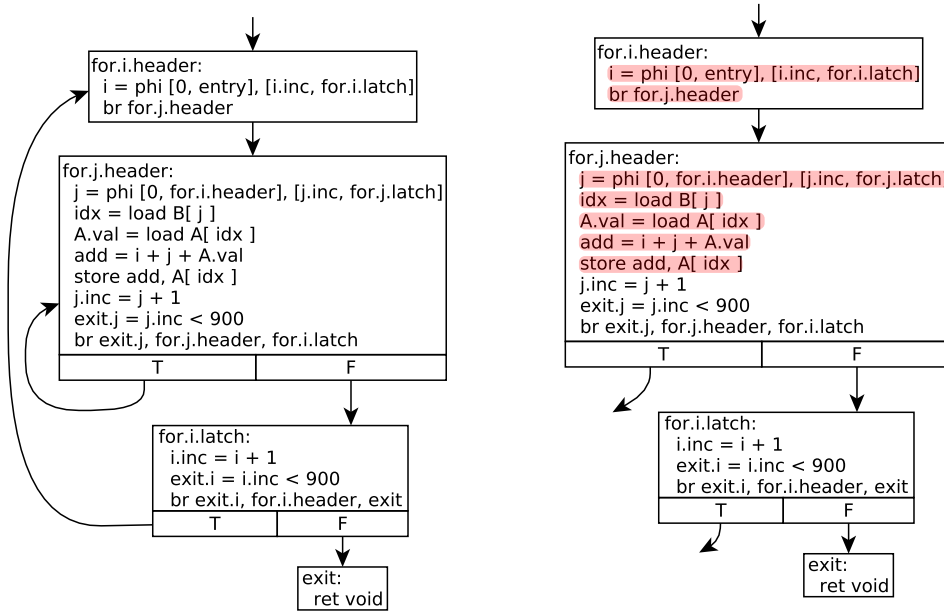 for.i.header:
i = phi [0, entry], [i.inc, for.i.latch]
br for.j.header
for.j.header:
j = phi [0, for.i.header], [j.inc, for.j.latch]
idx = load B[ j ]
A.val = load A[ idx ]
add = i + j + A.val
store add, A[ idx ]
j.inc = j + 1
exit.j = j.inc < 900
br exit.j, for.j.header, for.i.latch
T F
for.i.latch:
i.inc = i + 1
exit.i = i.inc < 900
br exit.i, for.i.header, exit
T F
exit:
ret void
for.i.header:
i = phi [0, entry], [i.inc, for.i.latch]
br for.j.header
for.j.header:
j = phi [0, for.i.header], [j.inc, for.j.latch]
idx = load B[ j ]
A.val = load A[ idx ]
add = i + j + A.val
store add, A[ idx ]
j.inc = j + 1
exit.j = j.inc < 900
br exit.j, for.j.header, for.i.latch
T F
for.i.latch:
i.inc = i + 1
exit.i = i.inc < 900
br exit.i, for.i.header, exit
T F
exit:
ret void